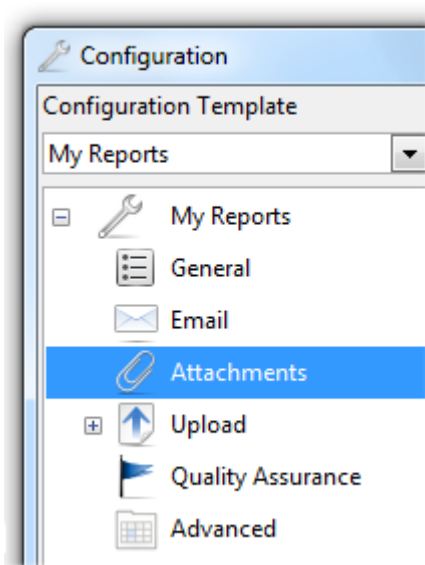 Configuration
Configuration Template
My Reports
My Reports
General
Email
Attachments
Upload
Quality Assurance
Advanced